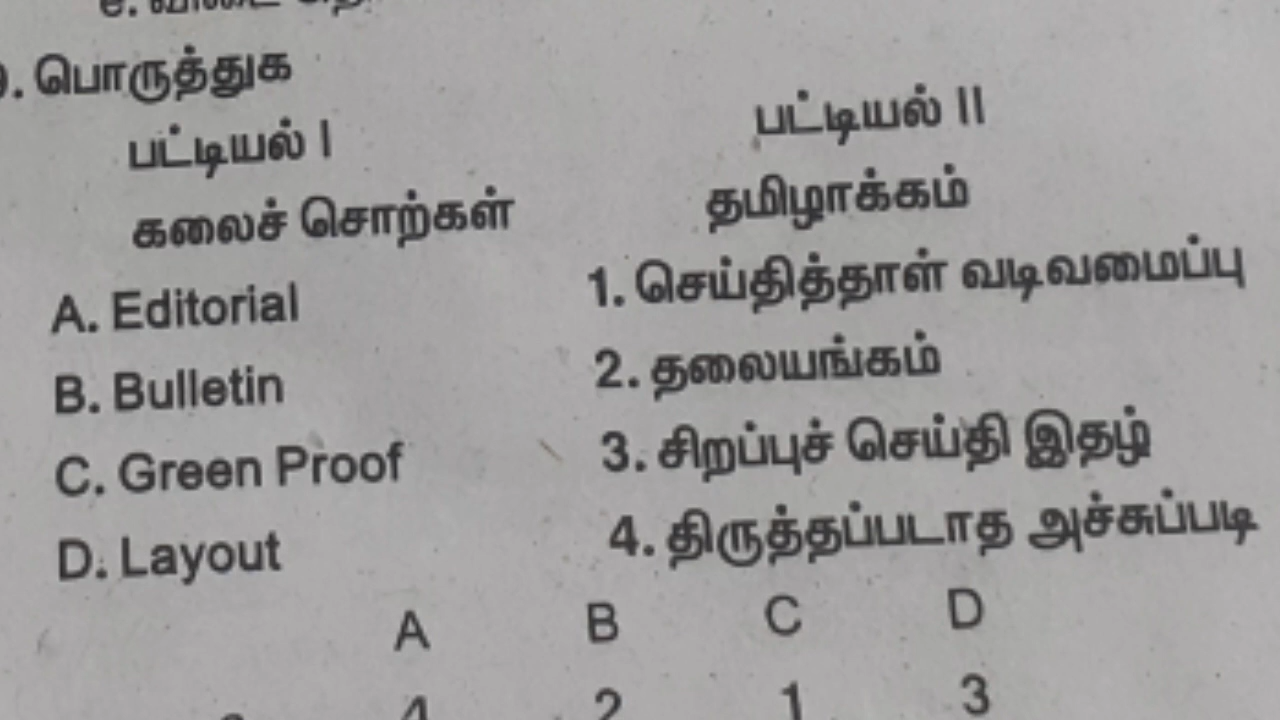 9. பொருத்துக
பட்டியல் I
பட்டியல் II
கலைச் சொற்கள்
தமிழாக்கம்
A. Editorial
1. செய்தித்தாள் வடிவமைப்பு
B. Bulletin
2. தலையங்கம்
C. Green Proof
3. சிறப்புச் செய்தி இதழ்
D. Layout
4. திருத்தப்படாத அச்சுப்படி
A B C D
4 2 1 3